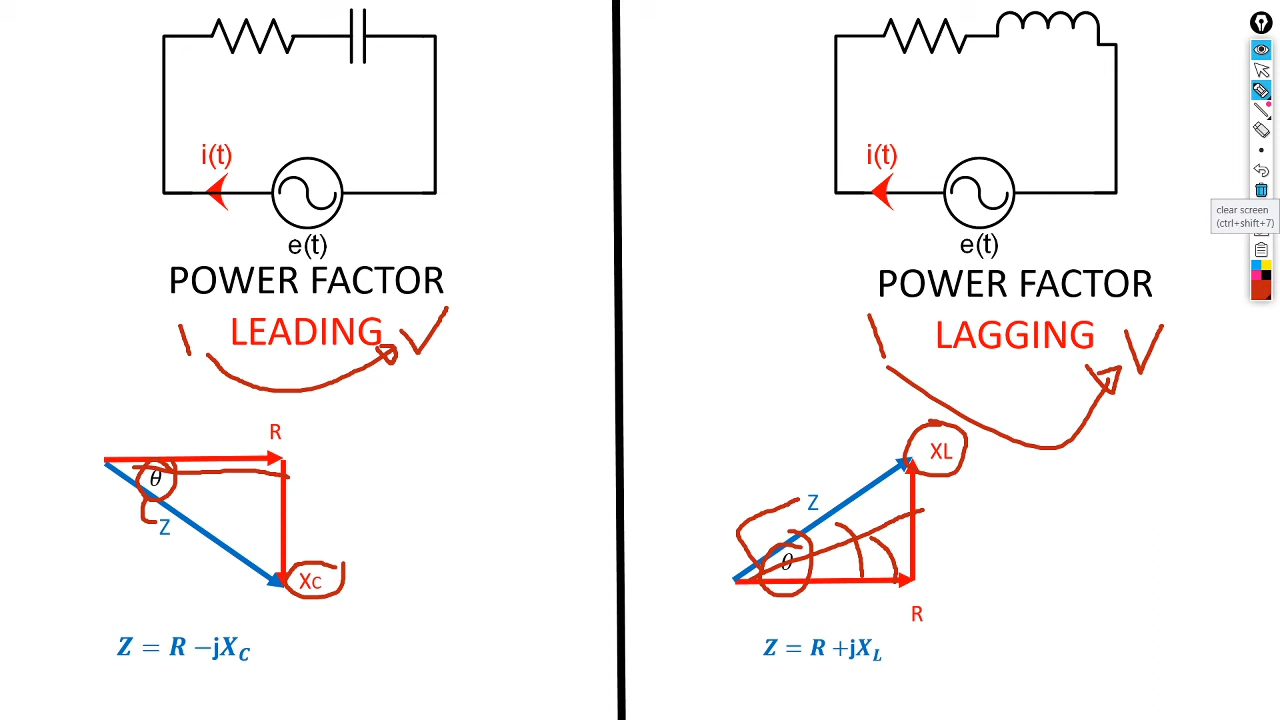 i(t)
e(t)
POWER FACTOR
LEADING
I V
R
θ
Z
Xc
Z = R −jX_C
i(t)
e(t)
POWER FACTOR
LAGGING
I V
XL
Z
θ
R
Z = R +jX_L
clear screen
(ctrl+shift+7)